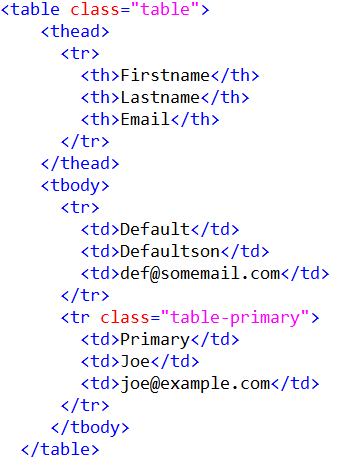 <table class="table">
    <thead>
      <tr>
        <th>Firstname</th>
        <th>Lastname</th>
        <th>Email</th>
      </tr>
    </thead>
    <tbody>
      <tr>
        <td>Default</td>
        <td>Defaultson</td>
        <td>def@somemail.com</td>
      </tr>
      <tr class="table-primary">
        <td>Primary</td>
        <td>Joe</td>
        <td>joe@example.com</td>
      </tr>
     </tbody>
  </table>